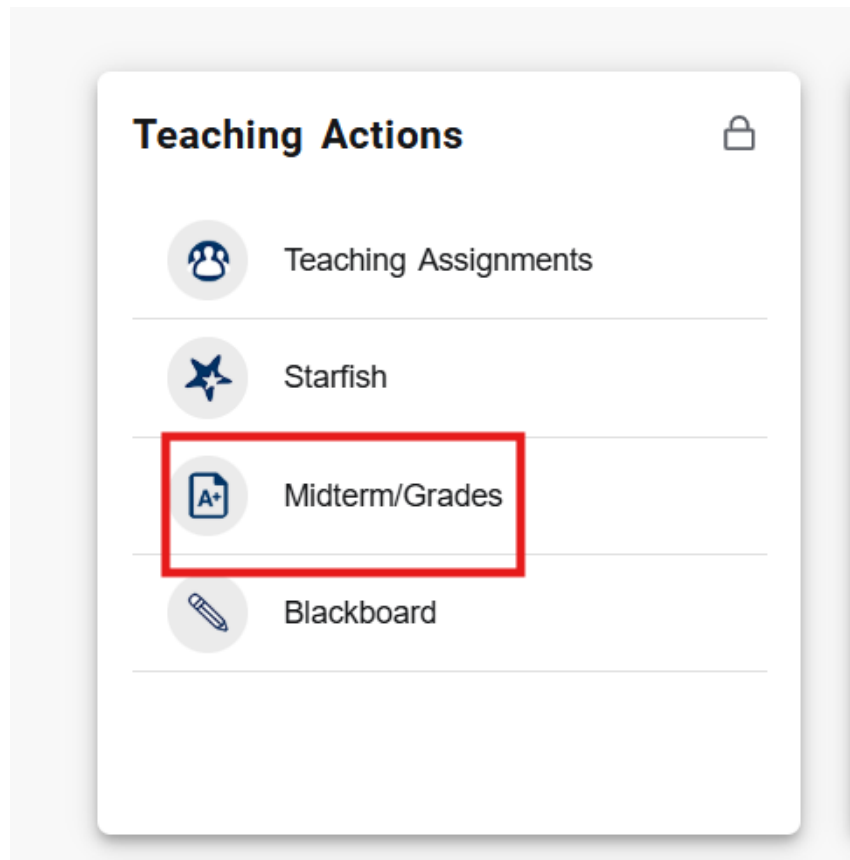 Teaching Actions
Teaching Assignments
Starfish
A+
Midterm/Grades
Blackboard